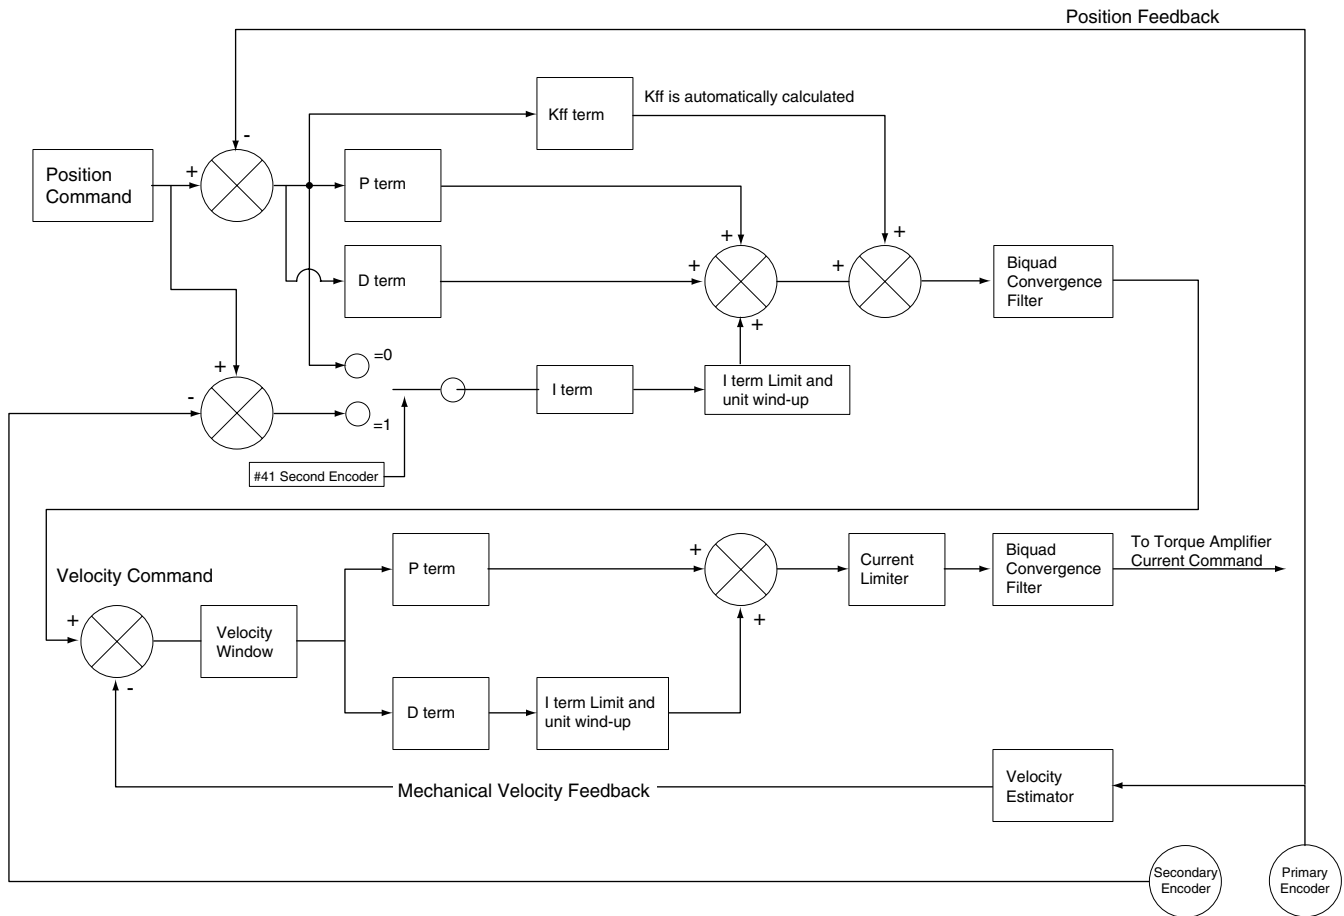 Position Feedback
Kff term
Kff is automatically calculated
-
Position
Command
+
P term
+
+
D term
+
+
Biquad
Convergence
Filter
+
=0
+
I term
I term Limit and
unit wind-up
-
=1
#41 Second Encoder
Velocity Command
P term
+
Current
Limiter
Biquad
Convergence
Filter
To Torque Amplifier
Current Command
+
Velocity
Window
+
-
D term
I term Limit and
unit wind-up
Mechanical Velocity Feedback
Velocity
Estimator
Secondary
Encoder
Primary
Encoder